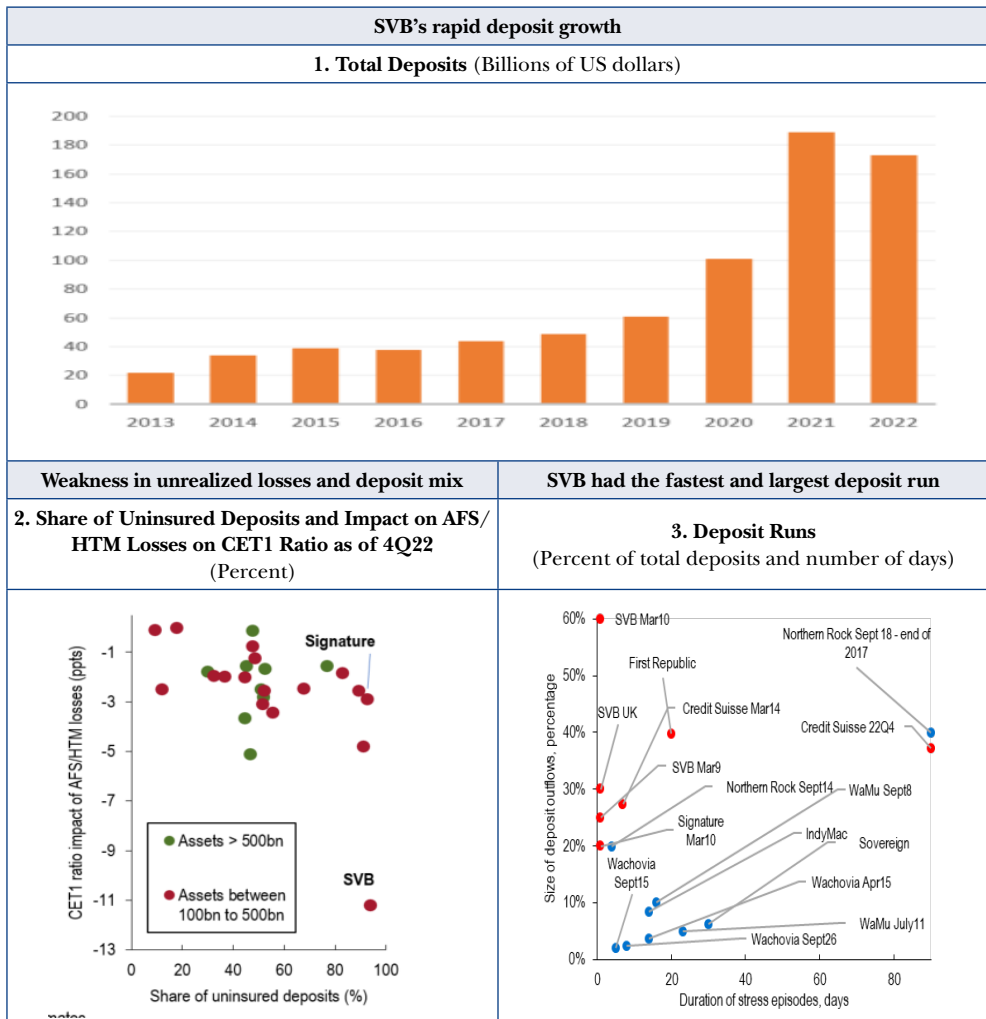 SVB's rapid deposit growth
1. Total Deposits (Billions of US dollars)
200
180
160
140
120
100
80
60
40
20
0
2013 2014 2015 2016 2017 2018 2019 2020 2021 2022
Weakness in unrealized losses and deposit mix
2. Share of Uninsured Deposits and Impact on AFS/
HTM Losses on CET1 Ratio as of 4Q22
(Percent)
CET1 ratio impact of AFS/HTM losses (ppts)
-1
-3
-5
-7
-9
-11
-13
Signature
Assets > 500bn
Assets between
100bn to 500bn
SVB
0 20 40 60 80 100
Share of uninsured deposits (%)
SVB had the fastest and largest deposit run
3. Deposit Runs
(Percent of total deposits and number of days)
Size of deposit outflows, percentage
60%
50%
40%
30%
20%
10%
0%
SVB Mar10
Northern Rock Sept 18 - end of
2017
First Republic
Credit Suisse Mar14
SVB UK
Credit Suisse 22Q4
SVB Mar9
Northern Rock Sept14
WaMu Sept8
Signature
Mar10
IndyMac
Sovereign
Wachovia
Sept15
Wachovia Apr15
WaMu July11
Wachovia Sept26
0 20 40 60 80
Duration of stress episodes, days